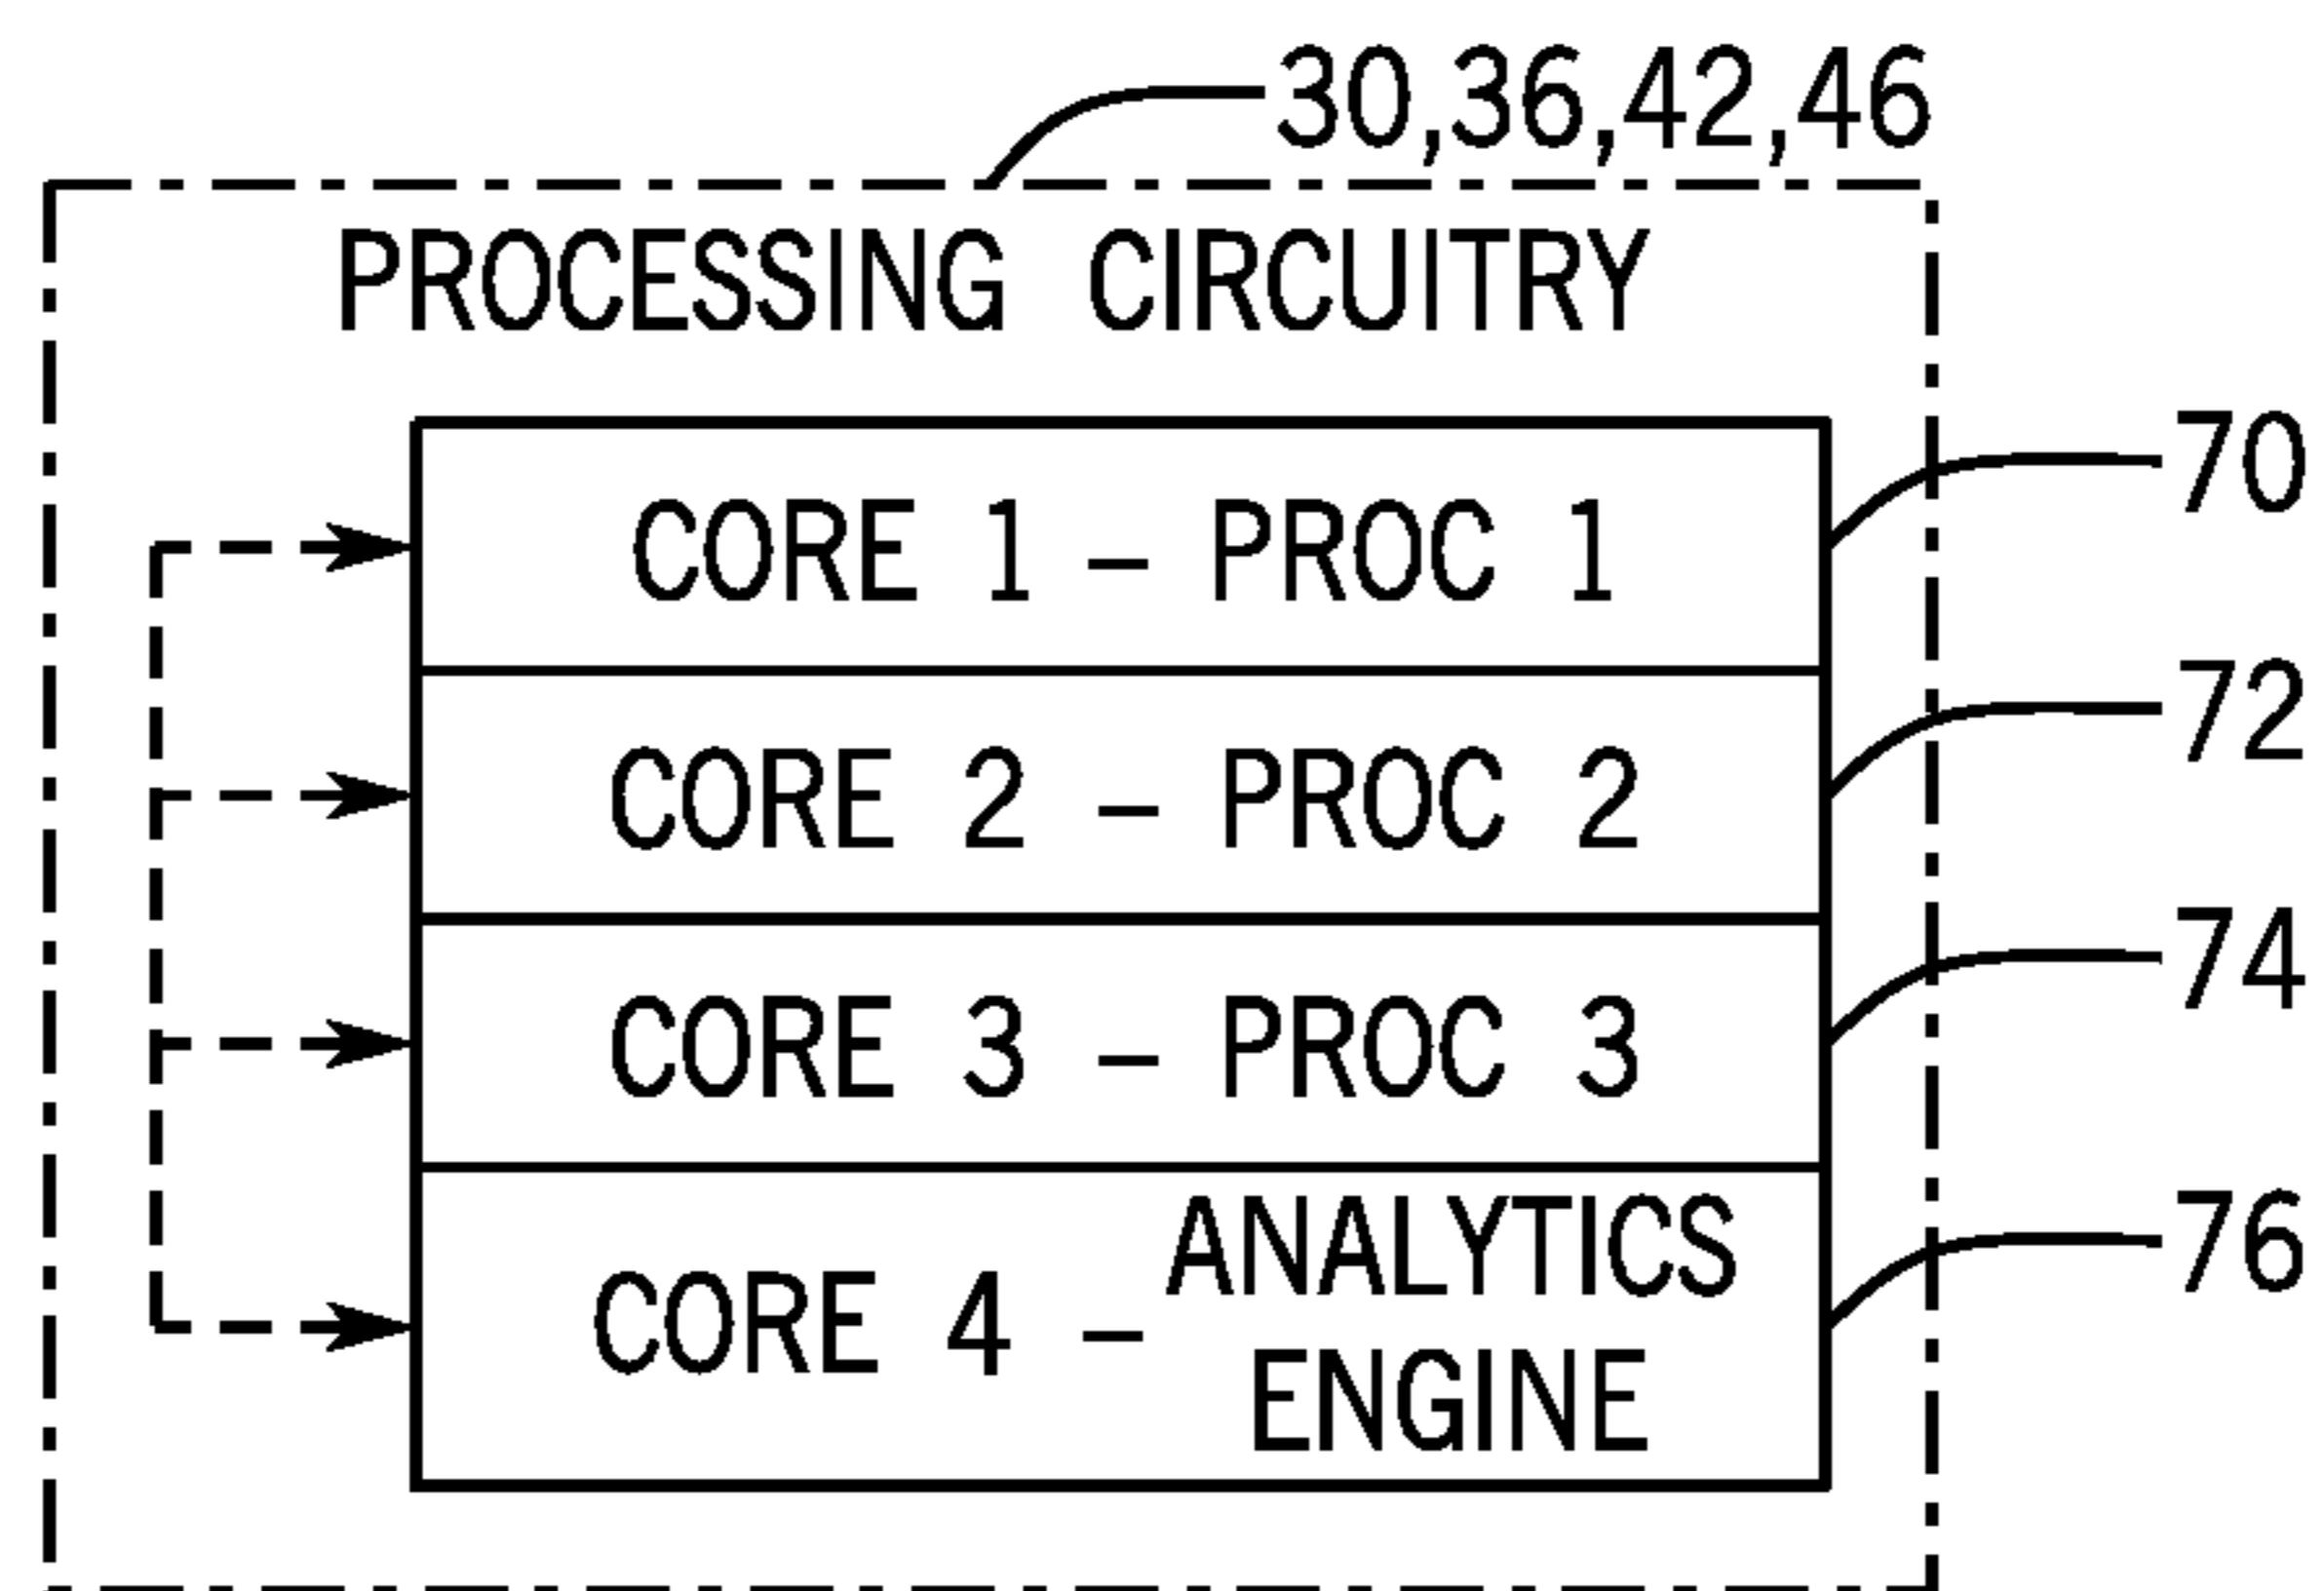 30,36,42,46
PROCESSING CIRCUITRY
CORE 1 – PROC 1
70
CORE 2 – PROC 2
72
CORE 3 – PROC 3
74
CORE 4 – ANALYTICS
ENGINE
76